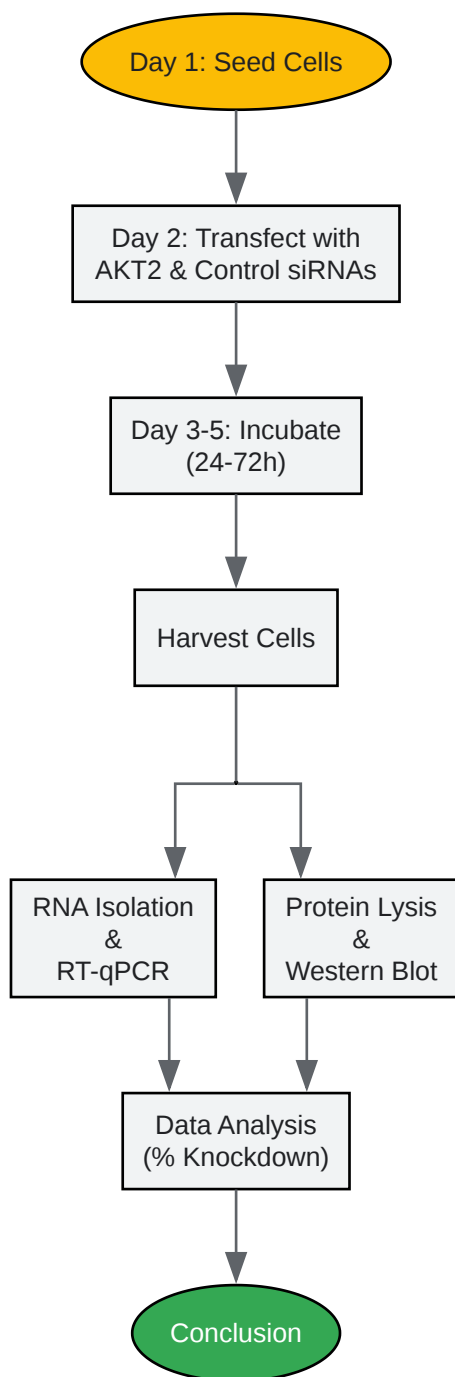 Day 1: Seed Cells
Day 2: Transfect with
AKT2 & Control siRNAs
Day 3-5: Incubate
(24-72h)
Harvest Cells
RNA Isolation
&
RT-qPCR
Protein Lysis
&
Western Blot
Data Analysis
(% Knockdown)
Conclusion